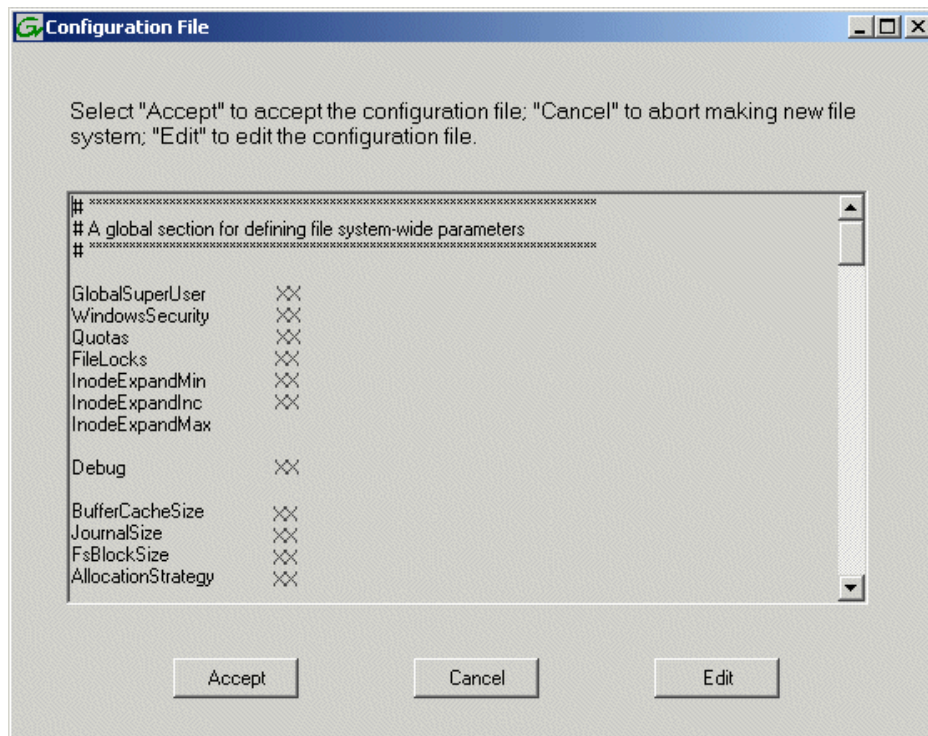 Configuration File
Select "Accept" to accept the configuration file; "Cancel" to abort making new file
system; "Edit" to edit the configuration file.
# ****************************************************************************
# A global section for defining file system-wide parameters
# ****************************************************************************
GlobalSuperUser XX
WindowsSecurity XX
Quotas XX
FileLocks XX
InodeExpandMin XX
InodeExpandInc XX
InodeExpandMax
Debug XX
BufferCacheSize XX
JournalSize XX
FsBlockSize XX
AllocationStrategy XX
Accept Cancel Edit